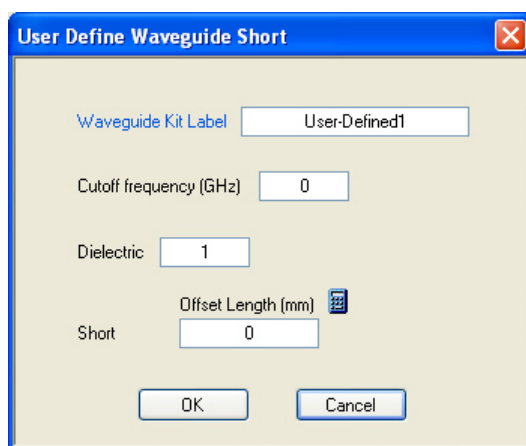 User Define Waveguide Short
Waveguide Kit Label User-Defined1
Cutoff frequency (GHz) 0
Dielectric 1
Offset Length (mm)
Short 0
OK Cancel